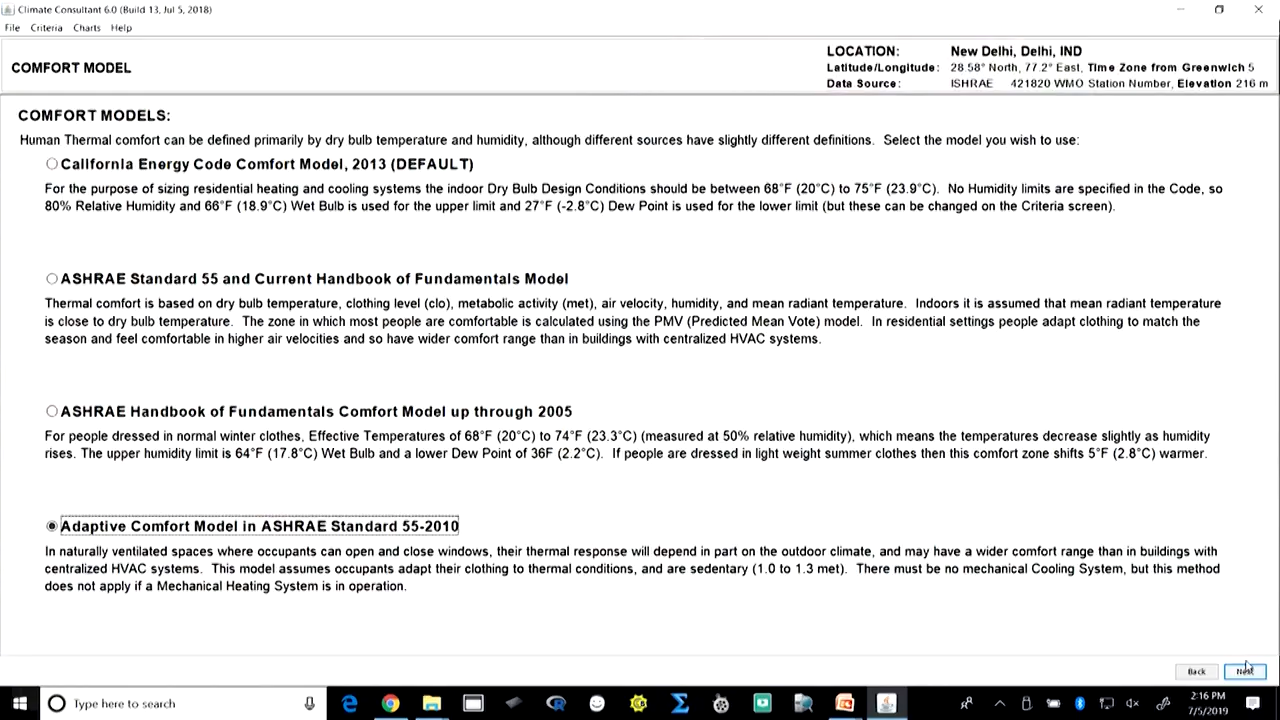 Climate Consultant 6.0 (Build 13, Jul 5, 2018)
File Criteria Charts Help
COMFORT MODEL
LOCATION: New Delhi, Delhi, IND
Latitude/Longitude: 28.58° North, 77.2° East, Time Zone from Greenwich 5
Data Source: ISHRAE 421820 WMO Station Number, Elevation 216 m
COMFORT MODELS:
Human Thermal comfort can be defined primarily by dry bulb temperature and humidity, although different sources have slightly different definitions. Select the model you wish to use:
California Energy Code Comfort Model, 2013 (DEFAULT)
For the purpose of sizing residential heating and cooling systems the indoor Dry Bulb Design Conditions should be between 68°F (20°C) to 75°F (23.9°C). No Humidity limits are specified in the Code, so
80% Relative Humidity and 66°F (18.9°C) Wet Bulb is used for the upper limit and 27°F (-2.8°C) Dew Point is used for the lower limit (but these can be changed on the Criteria screen).
ASHRAE Standard 55 and Current Handbook of Fundamentals Model
Thermal comfort is based on dry bulb temperature, clothing level (clo), metabolic activity (met), air velocity, humidity, and mean radiant temperature. Indoors it is assumed that mean radiant temperature
is close to dry bulb temperature. The zone in which most people are comfortable is calculated using the PMV (Predicted Mean Vote) model. In residential settings people adapt clothing to match the
season and feel comfortable in higher air velocities and so have wider comfort range than in buildings with centralized HVAC systems.
ASHRAE Handbook of Fundamentals Comfort Model up through 2005
For people dressed in normal winter clothes, Effective Temperatures of 68°F (20°C) to 74°F (23.3°C) (measured at 50% relative humidity), which means the temperatures decrease slightly as humidity
rises. The upper humidity limit is 64°F (17.8°C) Wet Bulb and a lower Dew Point of 36F (2.2°C). If people are dressed in light weight summer clothes then this comfort zone shifts 5°F (2.8°C) warmer.
Adaptive Comfort Model in ASHRAE Standard 55-2010
In naturally ventilated spaces where occupants can open and close windows, their thermal response will depend in part on the outdoor climate, and may have a wider comfort range than in buildings with
centralized HVAC systems. This model assumes occupants adapt their clothing to thermal conditions, and are sedentary (1.0 to 1.3 met). There must be no mechanical Cooling System, but this method
does not apply if a Mechanical Heating System is in operation.
Back Next
Type here to search
2:16 PM
7/5/2019